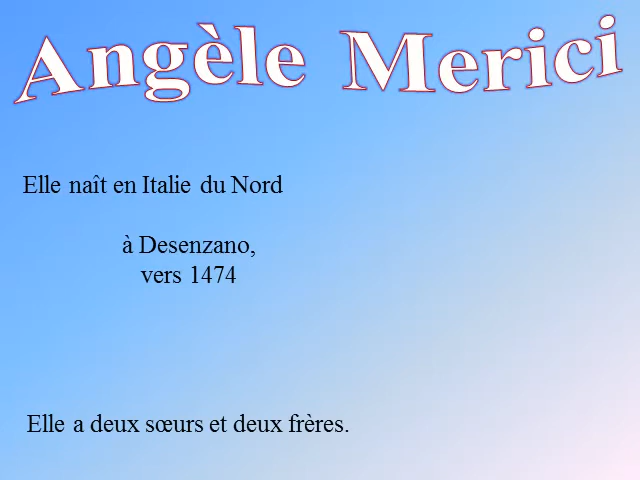 Angèle Merici
Elle naît en Italie du Nord
à Desenzano,
vers 1474
Elle a deux sœurs et deux frères.